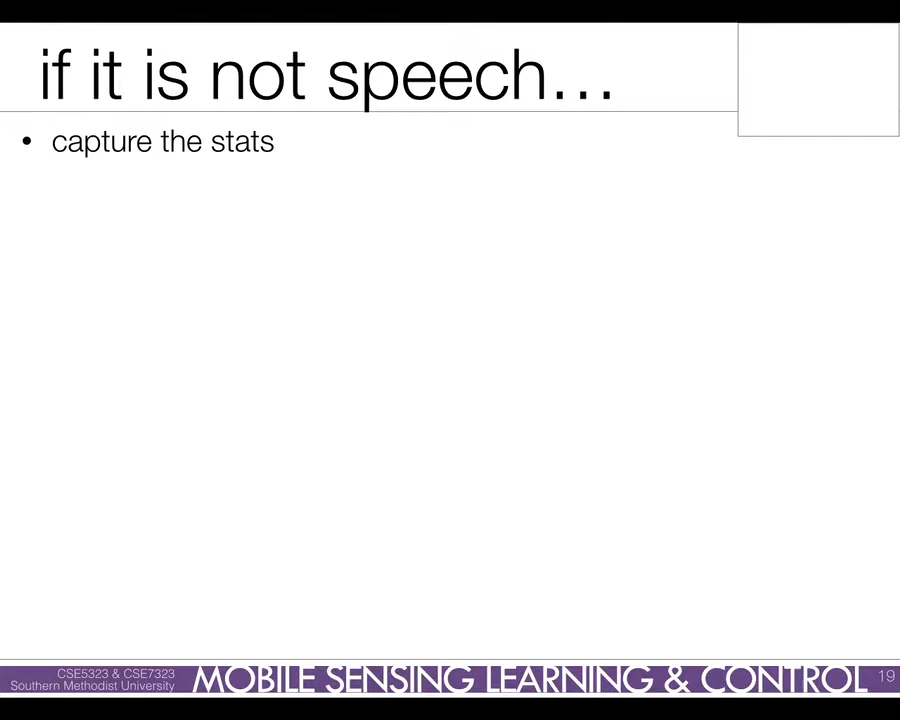 if it is not speech…
• capture the stats
CSE5323 & CSE7323
Southern Methodist University
MOBILE SENSING LEARNING & CONTROL
19